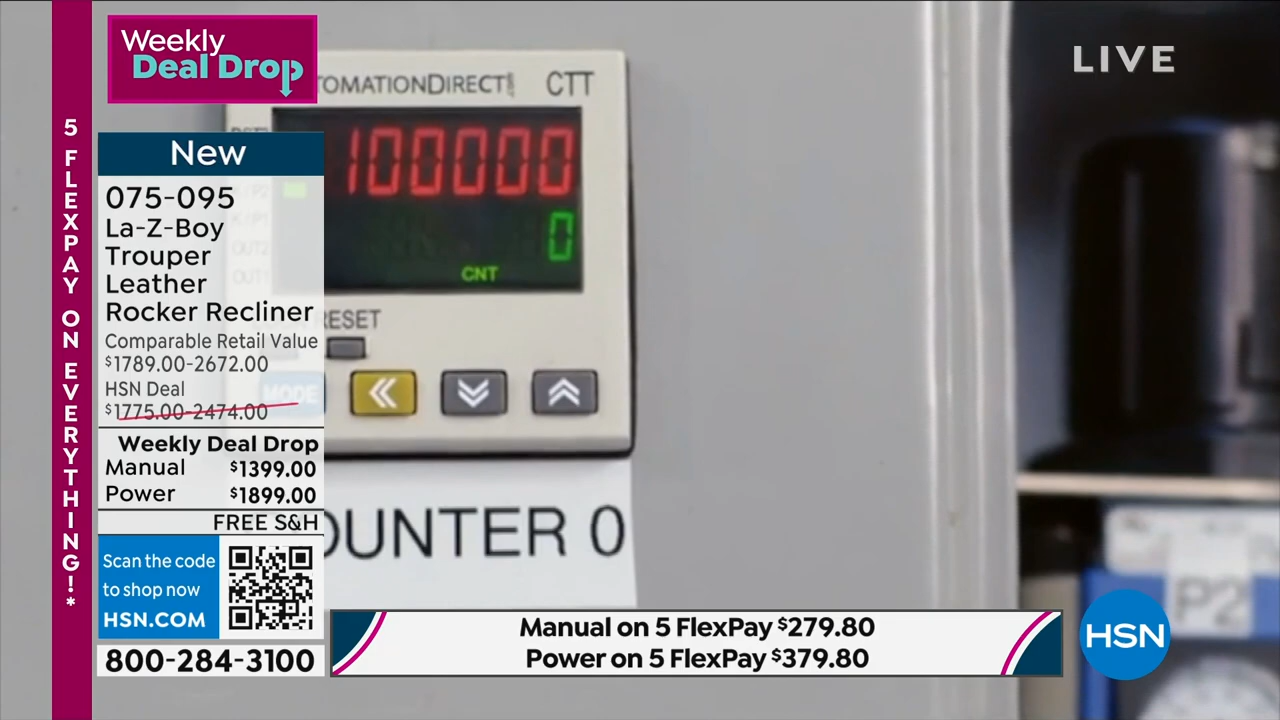 Weekly
Deal Drop
LIVE
5 FLEXPAY ON EVERYTHING!*
New
075-095
La-Z-Boy
Trouper
Leather
Rocker Recliner
Comparable Retail Value
$1789.00-2672.00
HSN Deal
$1775.00-2474.00
Weekly Deal Drop
Manual $1399.00
Power $1899.00
FREE S&H
Scan the code
to shop now
HSN.COM
800-284-3100
TOMATIONDIRECT CTT
100000
0
CNT
RESET
MODE
OUNTER 0
P2
Manual on 5 FlexPay $279.80
Power on 5 FlexPay $379.80
HSN